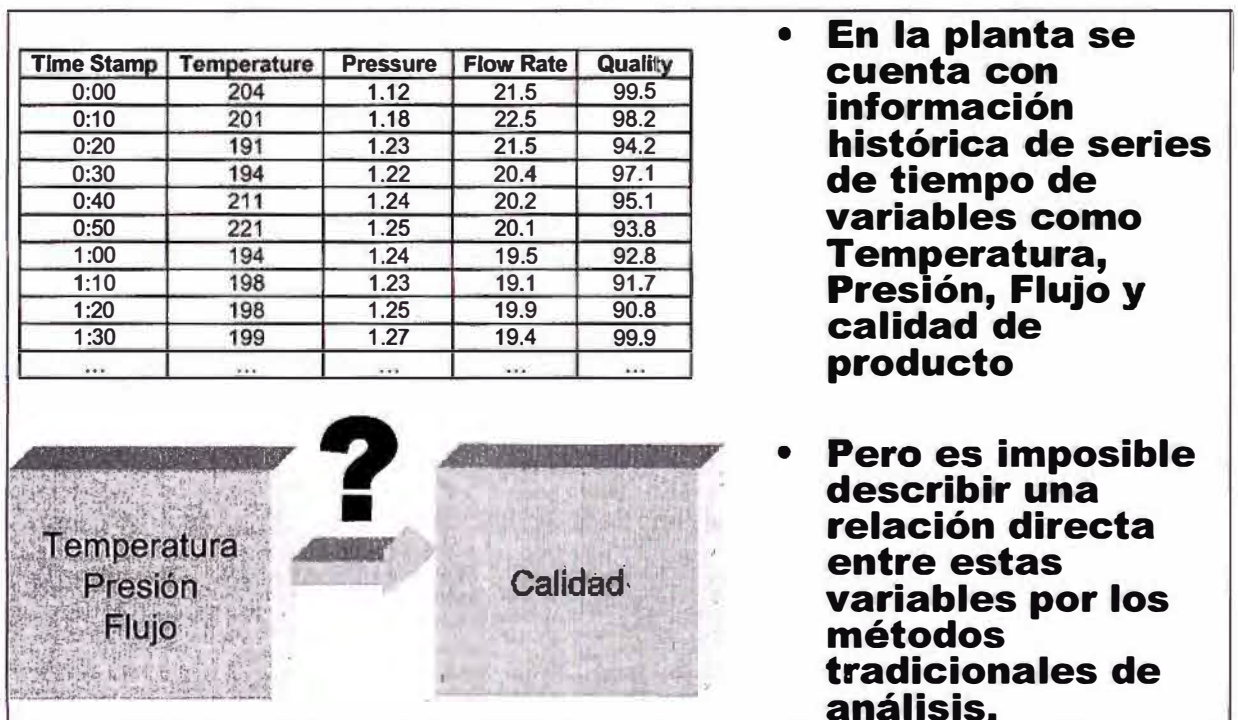 Time Stamp Temperature Pressure Flow Rate Quality
0:00 204 1.12 21.5 99.5
0:10 201 1.18 22.5 98.2
0:20 191 1.23 21.5 94.2
0:30 194 1.22 20.4 97.1
0:40 211 1.24 20.2 95.1
0:50 221 1.25 20.1 93.8
1:00 194 1.24 19.5 92.8
1:10 198 1.23 19.1 91.7
1:20 198 1.25 19.9 90.8
1:30 199 1.27 19.4 99.9
... ... ... ... ...
?
Temperatura
Presión
Flujo
Calidad
• En la planta se
cuenta con
información
histórica de series
de tiempo de
variables como
Temperatura,
Presión, Flujo y
calidad de
producto
• Pero es imposible
describir una
relación directa
entre estas
variables por los
métodos
tradicionales de
análisis.